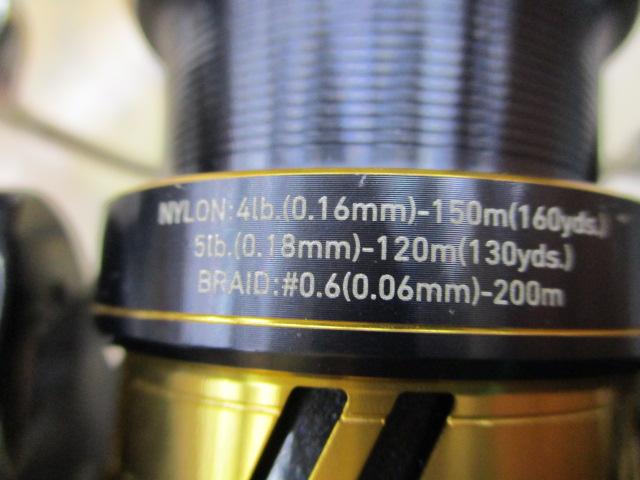 NYLON:4lb.(0.16mm)-150m(160yds.)
5lb.(0.18mm)-120m(130yds.)
BRAID:#0.6(0.06mm)-200m